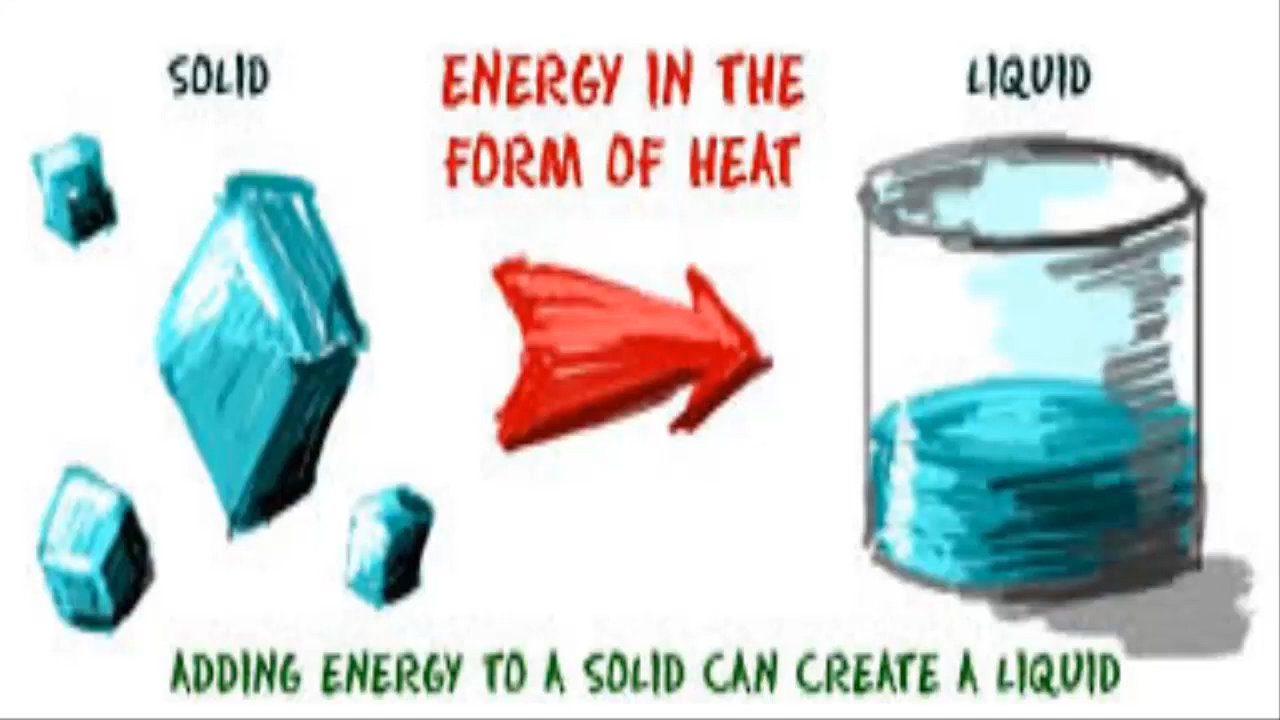 SOLID
ENERGY IN THE
FORM OF HEAT
LIQUID
ADDING ENERGY TO A SOLID CAN CREATE A LIQUID